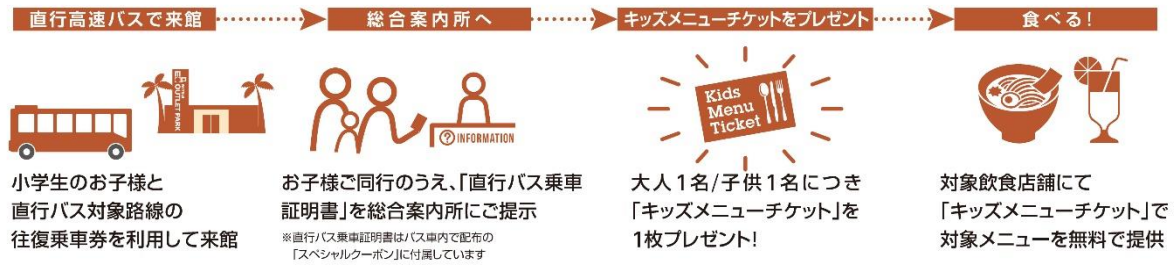 直行高速バスで来館
総合案内所へ
キッズメニューチケットをプレゼント
食べる!
OUTLET PARK
Kids
Menu
Ticket
?INFORMATION
小学生のお子様と
直行バス対象路線の
往復乗車券を利用して来館
お子様ご同行のうえ、「直行バス乗車
証明書」を総合案内所にご提示
※直行バス乗車証明書はバス車内で配布の
「スペシャルクーポン」に付属しています
大人1名/子供1名につき
「キッズメニューチケット」を
1枚プレゼント!
対象飲食店舗にて
「キッズメニューチケット」で
対象メニューを無料で提供